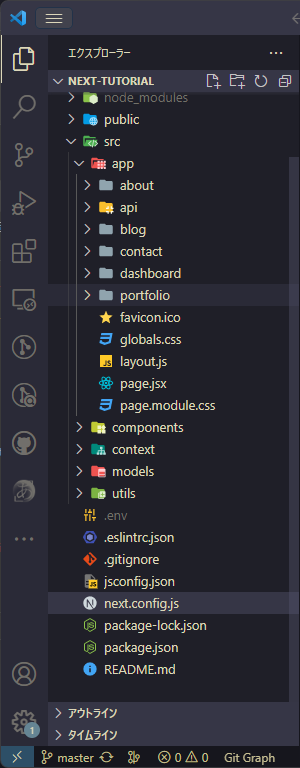 エクスプローラー
NEXT-TUTORIAL
node_modules
public
src
app
about
api
blog
contact
dashboard
portfolio
favicon.ico
globals.css
JS layout.js
page.jsx
page.module.css
components
context
models
utils
.env
.eslintrc.json
.gitignore
JS jsconfig.json
N next.config.js
package-lock.json
package.json
README.md
アウトライン
タイムライン
1
master 0 0 Git Graph